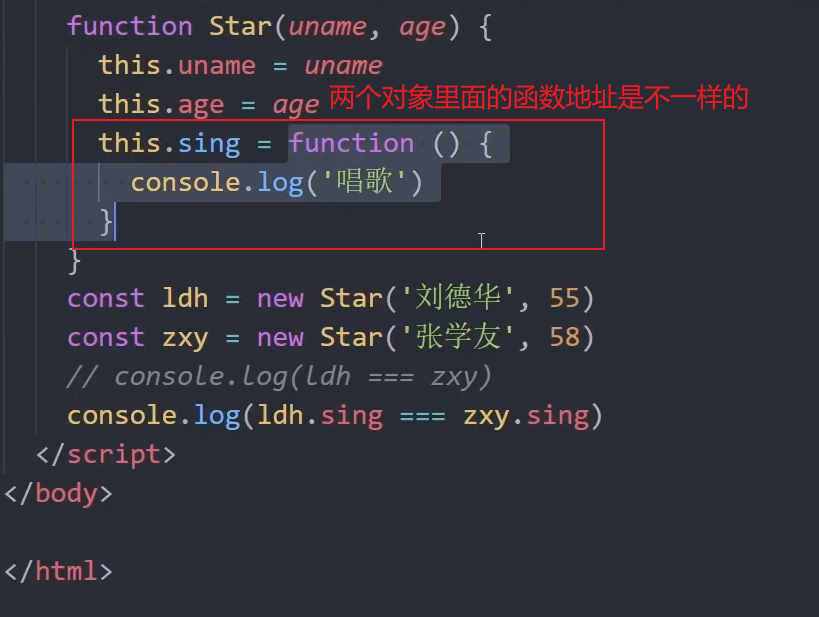 function Star(uname, age) {
this.uname = uname
this.age = age 两个对象里面的函数地址是不一样的
this.sing = function () {
console.log('唱歌')
}
}
const ldh = new Star('刘德华', 55)
const zxy = new Star('张学友', 58)
// console.log(ldh === zxy)
console.log(ldh.sing === zxy.sing)
</script>
</body>
</html>